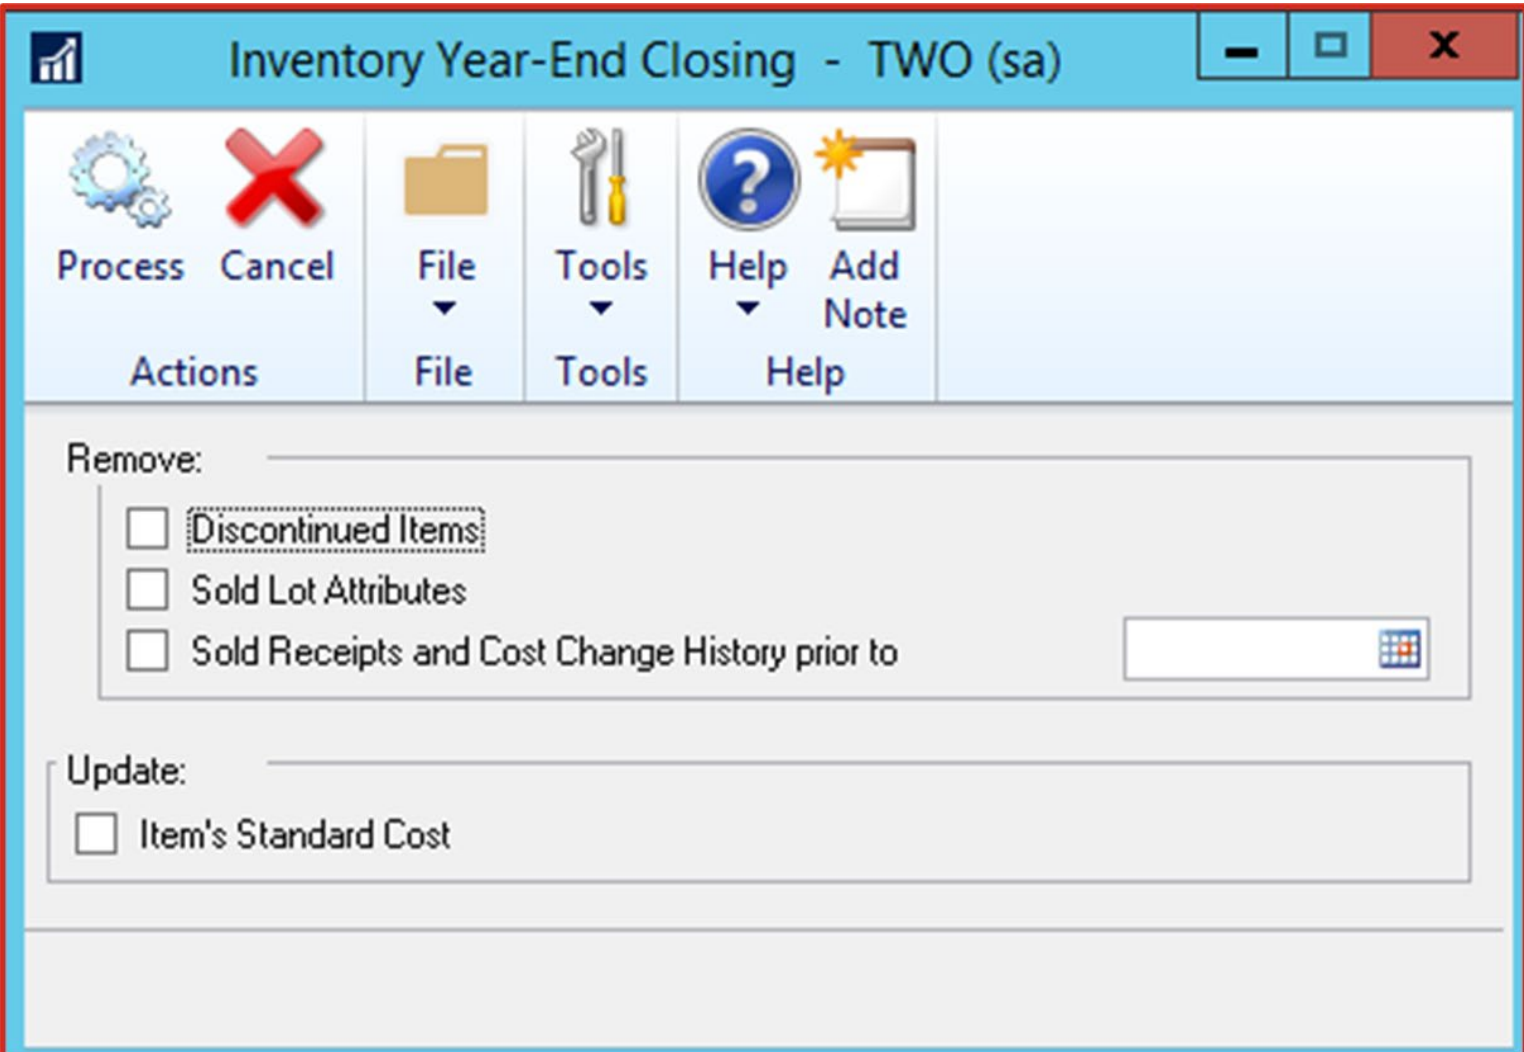 Inventory Year-End Closing - TWO (sa)
Process Cancel File Tools Help Add Note
Actions File Tools Help
Remove:
Discontinued Items
Sold Lot Attributes
Sold Receipts and Cost Change History prior to
Update:
Item's Standard Cost